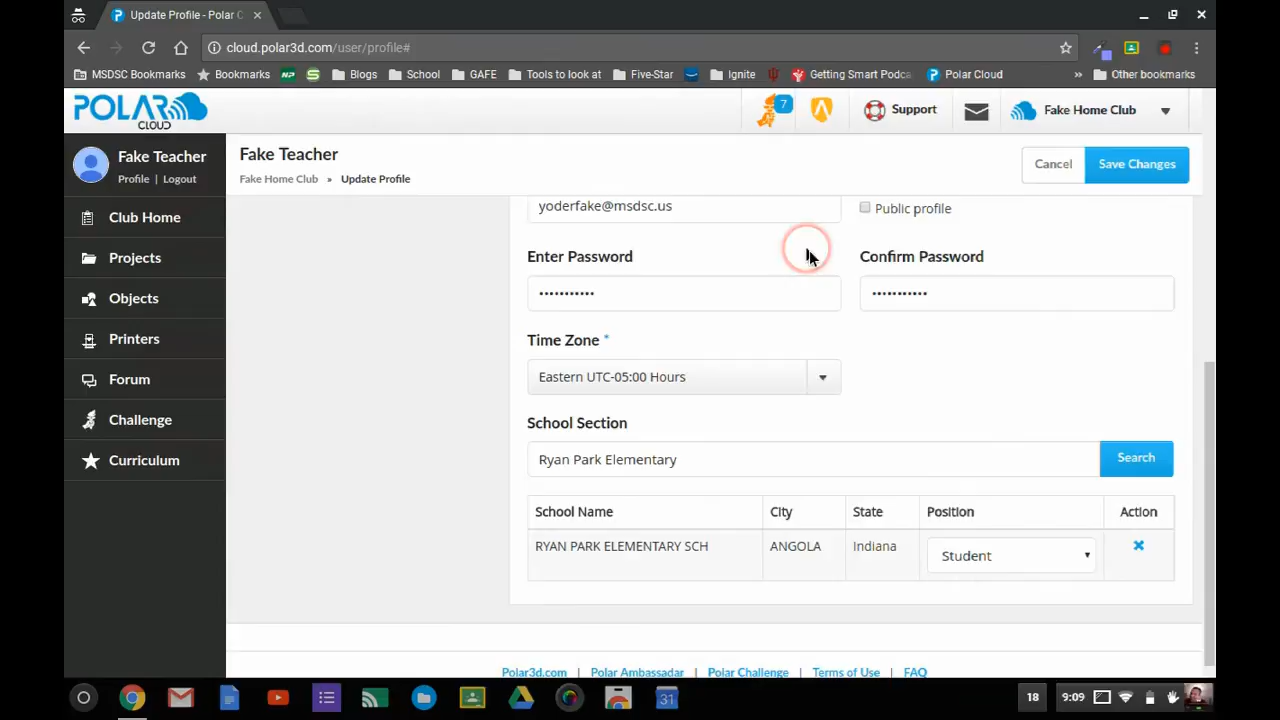 Update Profile - Polar C
cloud.polar3d.com/user/profile#
MSDSC Bookmarks Bookmarks NP S Blogs School GAFE Tools to look at Five-Star Ignite Getting Smart Podca Polar Cloud » Other bookmarks
POLAR CLOUD
7 Support Fake Home Club
Fake Teacher
Profile | Logout
Club Home
Projects
Objects
Printers
Forum
Challenge
Curriculum
Fake Teacher
Fake Home Club » Update Profile
Cancel Save Changes
yoderfake@msdsc.us Public profile
Enter Password Confirm Password
••••••••••• •••••••••••
Time Zone *
Eastern UTC-05:00 Hours
School Section
Ryan Park Elementary Search
School Name City State Position Action
RYAN PARK ELEMENTARY SCH ANGOLA Indiana Student
Polar3d.com | Polar Ambassadar | Polar Challenge | Terms of Use | FAQ
31 18 9:09